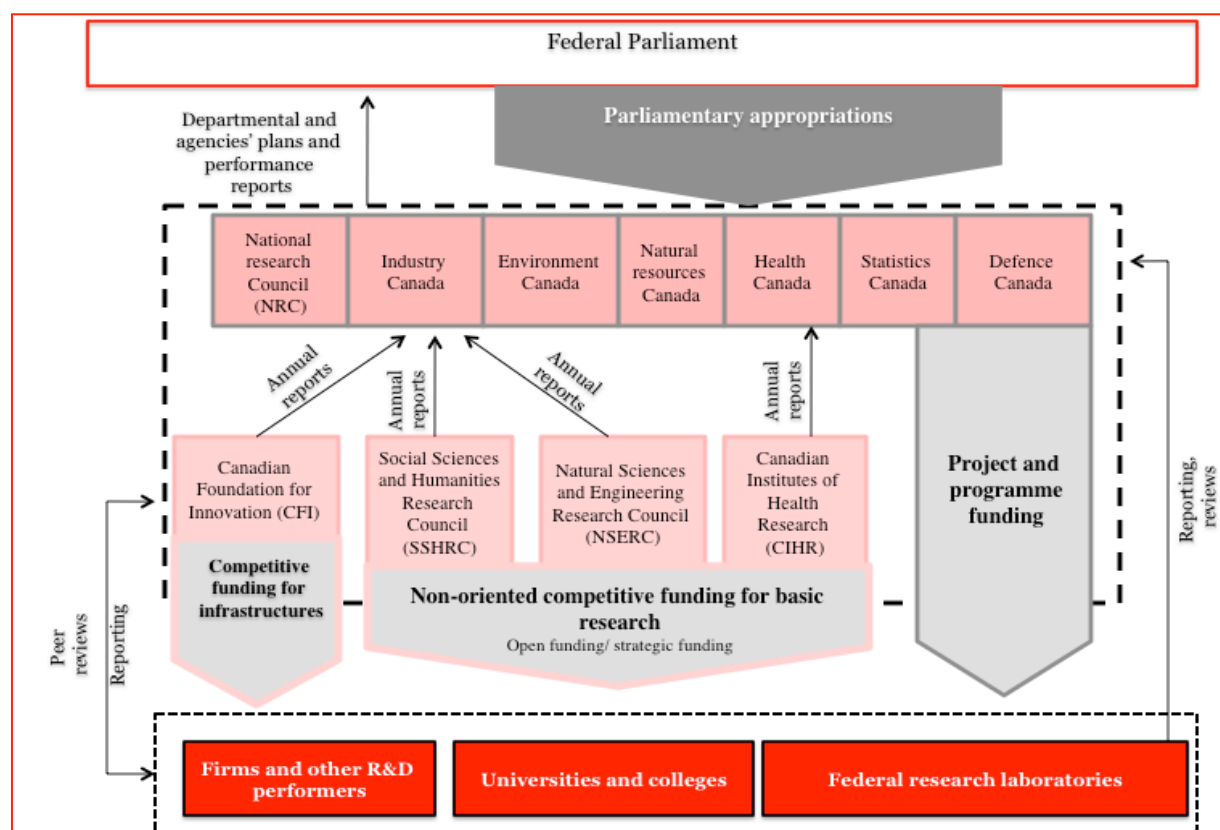 Federal Parliament
Parliamentary appropriations
Departmental and
agencies' plans and
performance
reports
National
research
Council
(NRC)
Industry
Canada
Environment
Canada
Natural
resources
Canada
Health
Canada
Statistics
Canada
Defence
Canada
Annual
reports
Annual
reports
Annual
reports
Annual
reports
Canadian
Foundation for
Innovation (CFI)
Social Sciences
and Humanities
Research
Council
(SSHRC)
Natural Sciences
and Engineering
Research Council
(NSERC)
Canadian
Institutes of
Health
Research
(CIHR)
Project and
programme
funding
Reporting,
reviews
Competitive
funding for
infrastructures
Non-oriented competitive funding for basic
research
Open funding/ strategic funding
Peer
reviews
Reporting
Firms and other R&D
performers
Universities and colleges
Federal research laboratories